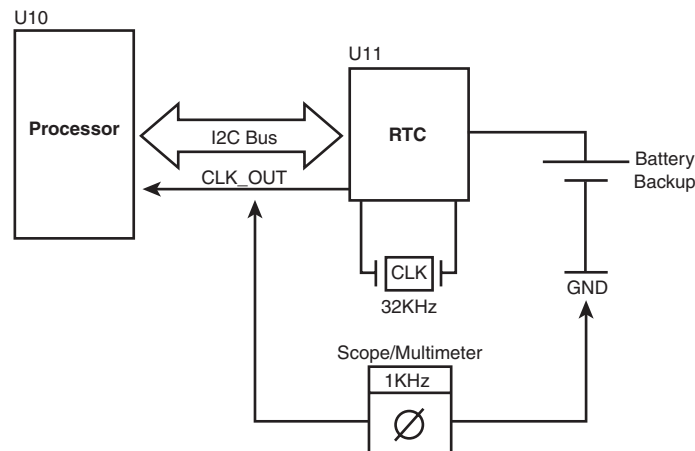 U10
Processor
I2C Bus
CLK_OUT
U11
RTC
Battery
Backup
CLK
32KHz
GND
Scope/Multimeter
1KHz